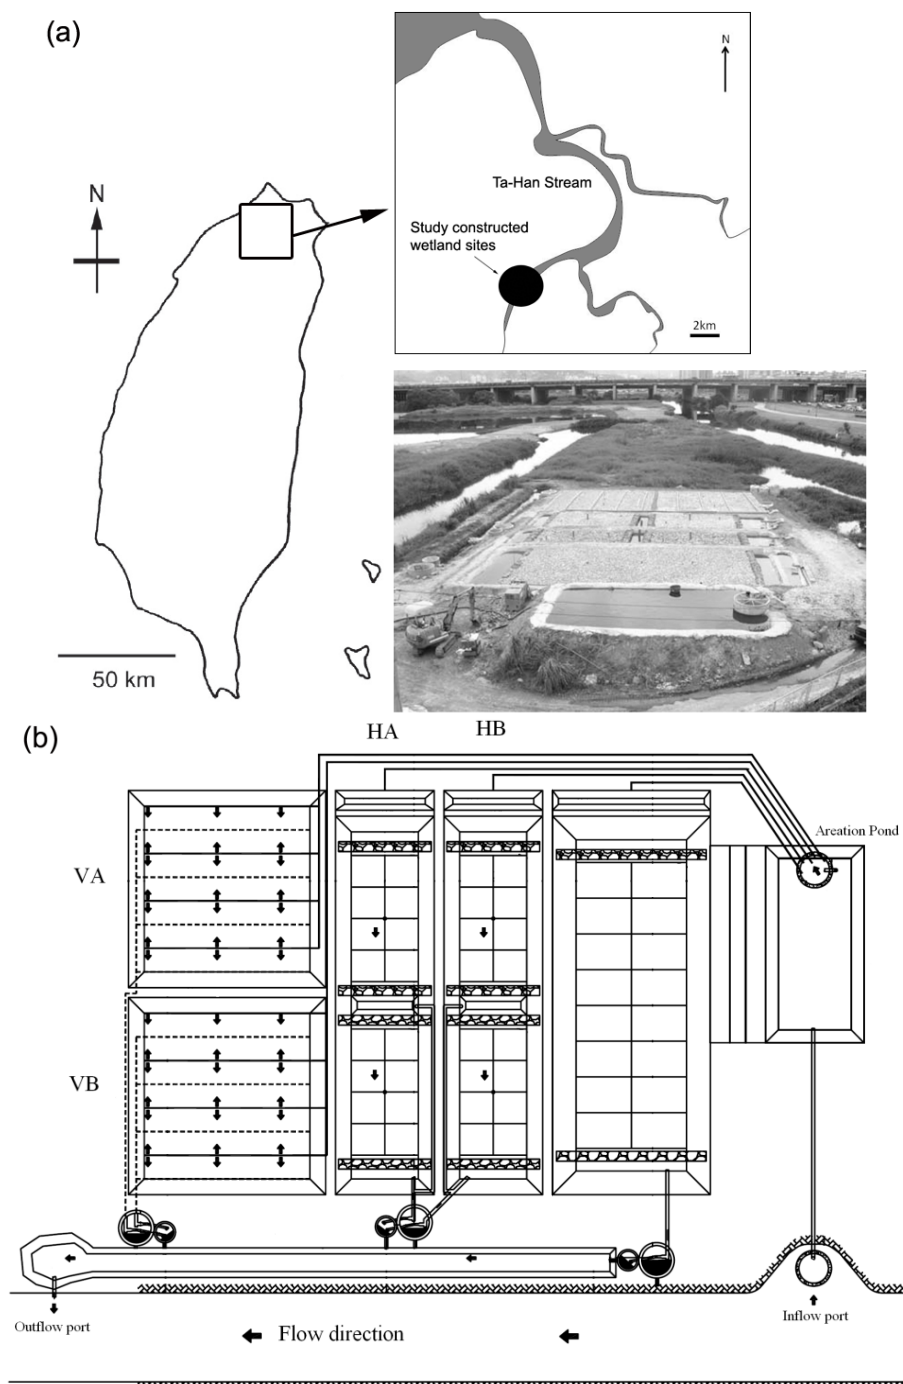 (a)
N
Ta-Han Stream
N
Study constructed
wetland sites
2km
50 km
(b)
HA
HB
Areation Pond
VA
VB
Outflow port
Flow direction
Inflow port